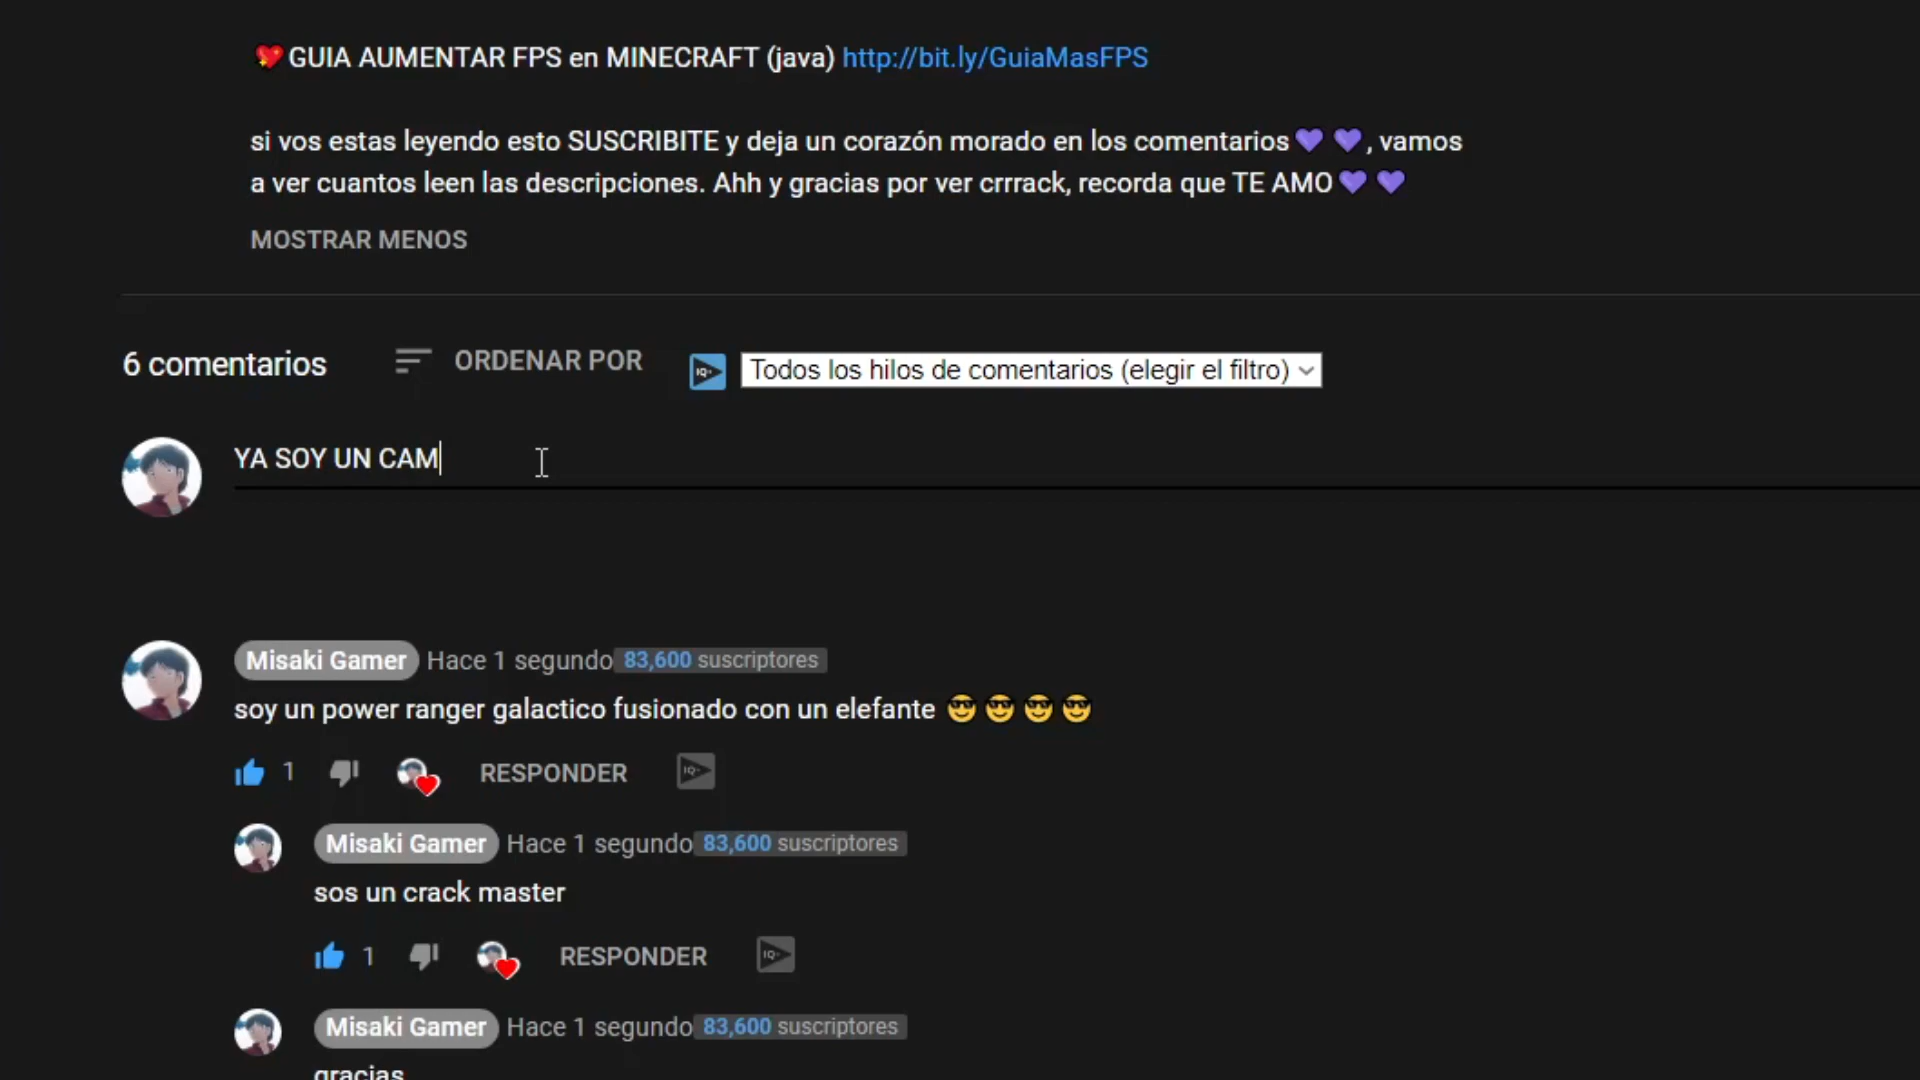 GUIA AUMENTAR FPS en MINECRAFT (java) http://bit.ly/GuiaMasFPS
si vos estas leyendo esto SUSCRIBITE y deja un corazón morado en los comentarios💜 💜, vamos
a ver cuantos leen las descripciones. Ahh y gracias por ver crrrack, recorda que TE AMO💜 💜
MOSTRAR MENOS
6 comentarios ORDENAR POR IQ Todos los hilos de comentarios (elegir el filtro)
YA SOY UN CAM
Misaki Gamer Hace 1 segundo 83,600 suscriptores
soy un power ranger galactico fusionado con un elefante 😎 😎 😎 😎
1 RESPONDER IQ
Misaki Gamer Hace 1 segundo 83,600 suscriptores
sos un crack master
1 RESPONDER IQ
Misaki Gamer Hace 1 segundo 83,600 suscriptores
gracias